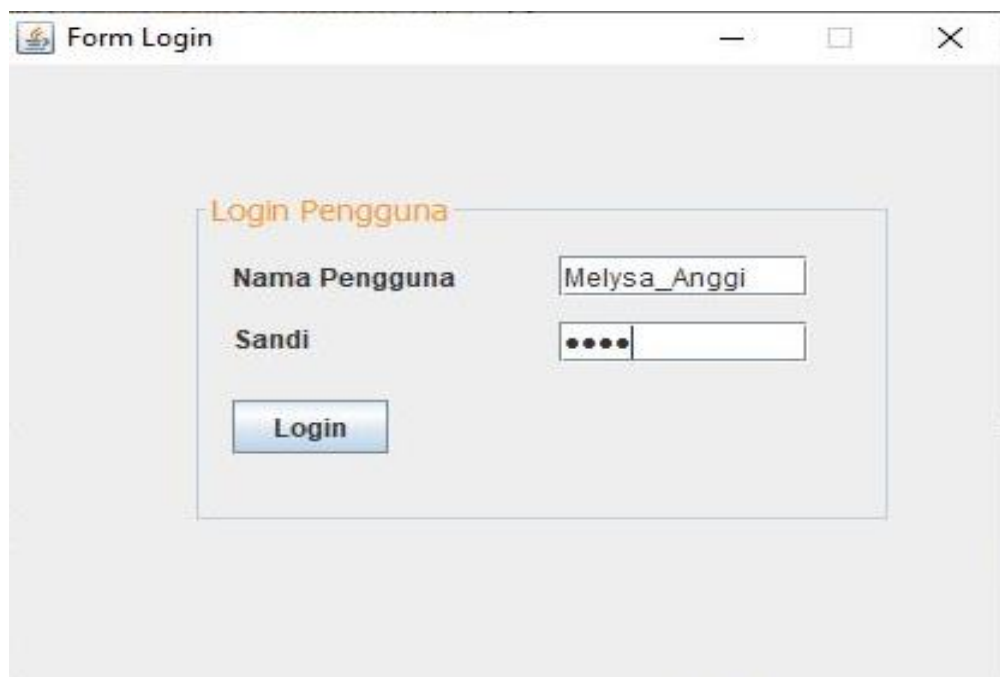 Form Login
Login Pengguna
Nama Pengguna Melysa_Anggi
Sandi ••••
Login